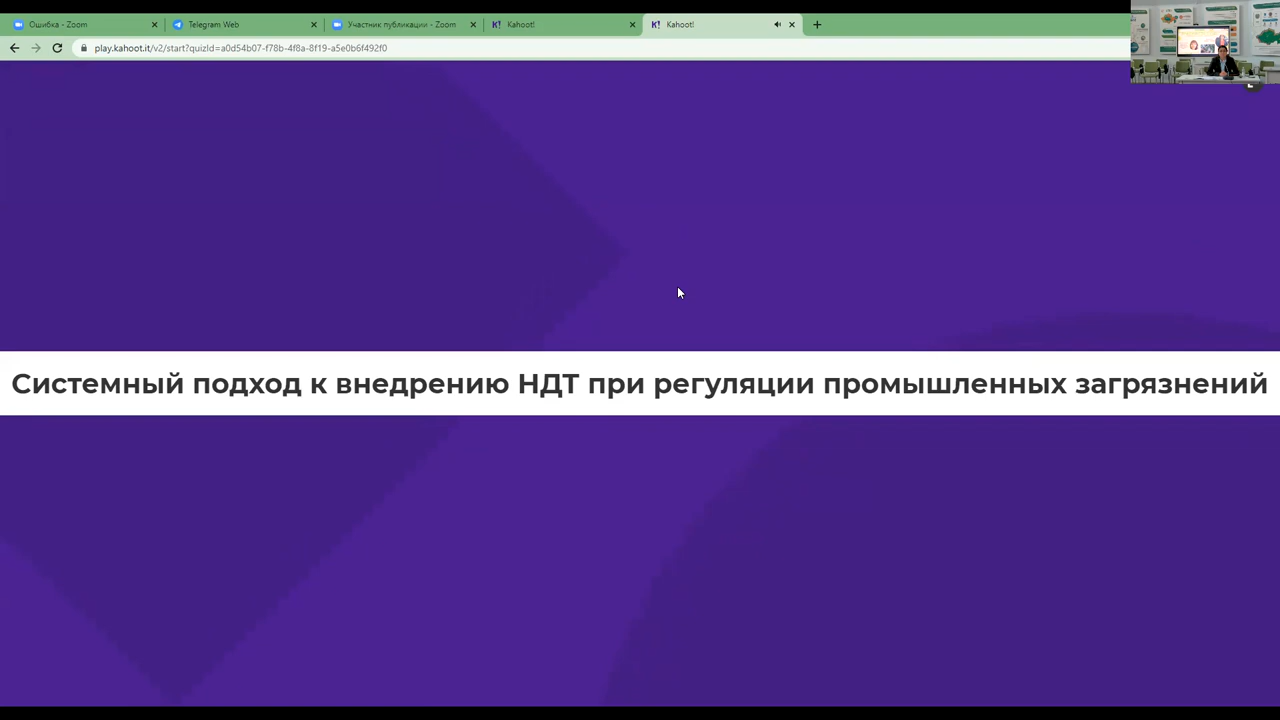 Ошибка - Zoom
Telegram Web
Участник публикации - Zoom
K! Kahoot!
K! Kahoot!
play.kahoot.it/v2/start?quizId=a0d54b07-f78b-4f8a-8f19-a5e0b6f492f0
Системный подход к внедрению НДТ при регуляции промышленных загрязнений